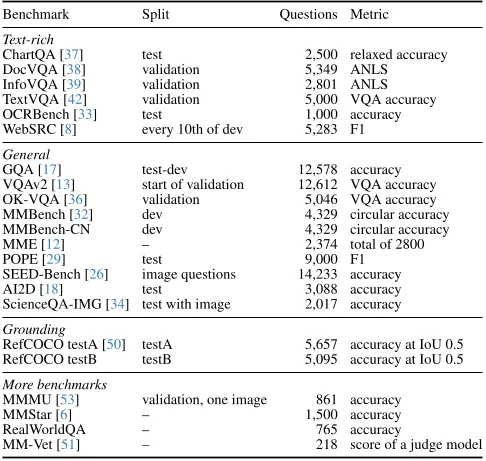 Benchmark Split Questions Metric
Text-rich
ChartQA [37] test 2,500 relaxed accuracy
DocVQA [38] validation 5,349 ANLS
InfoVQA [39] validation 2,801 ANLS
TextVQA [42] validation 5,000 VQA accuracy
OCRBench [33] test 1,000 accuracy
WebSRC [8] every 10th of dev 5,283 F1
General
GQA [17] test-dev 12,578 accuracy
VQAv2 [13] start of validation 12,612 VQA accuracy
OK-VQA [36] validation 5,046 VQA accuracy
MMBench [32] dev 4,329 circular accuracy
MMBench-CN dev 4,329 circular accuracy
MME [12] – 2,374 total of 2800
POPE [29] test 9,000 F1
SEED-Bench [26] image questions 14,233 accuracy
AI2D [18] test 3,088 accuracy
ScienceQA-IMG [34] test with image 2,017 accuracy
Grounding
RefCOCO testA [50] testA 5,657 accuracy at IoU 0.5
RefCOCO testB testB 5,095 accuracy at IoU 0.5
More benchmarks
MMMU [53] validation, one image 861 accuracy
MMStar [6] – 1,500 accuracy
RealWorldQA – 765 accuracy
MM-Vet [51] – 218 score of a judge model